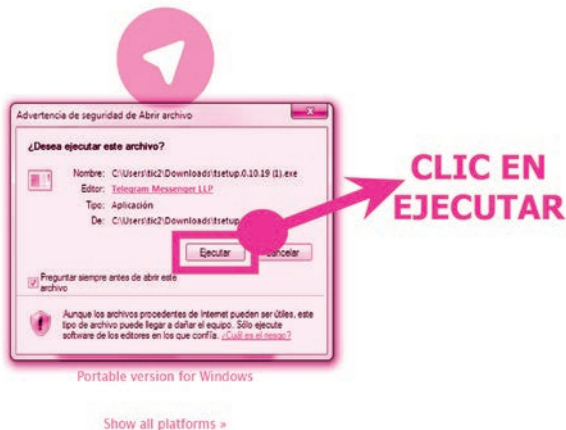 Advertencia de seguridad de Abrir archivo
¿Desea ejecutar este archivo?
Nombre: C:\Users\tic2\Downloads\tsetup.0.10.19 (1).exe
Editor: Telegram Messenger LLP
Tipo: Aplicación
De: C:\Users\tic2\Downloads\tsetup
Ejecutar
Cancelar
Preguntar siempre antes de abrir este
archivo
Aunque los archivos procedentes de Internet pueden ser útiles, este
tipo de archivo puede llegar a dañar el equipo. Sólo ejecute
software de los editores en los que confía. ¿Cuál es el riesgo?
CLIC EN
EJECUTAR
Portable version for Windows
Show all platforms »